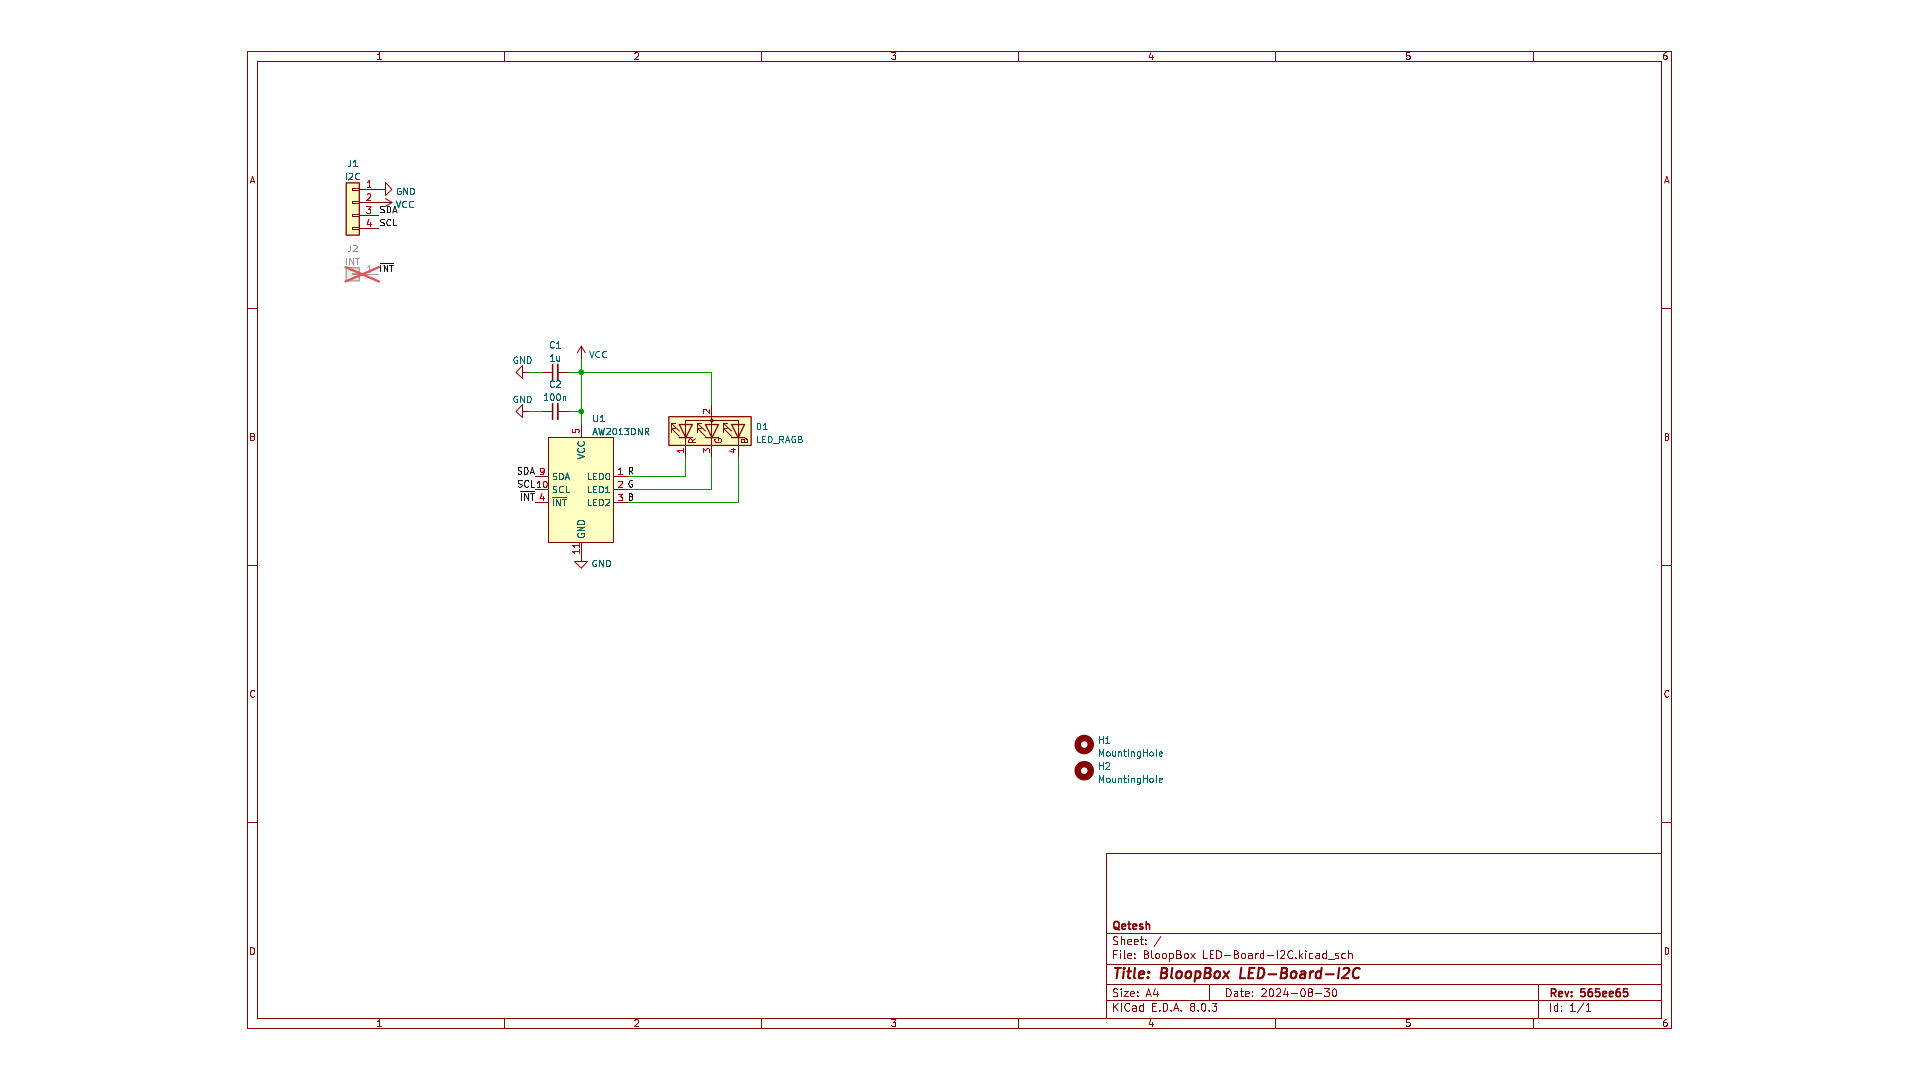 1 2 3 4 5 6
A A
J1
I2C
1 GND
2 VCC
3 SDA
4 SCL
J2
INT
1 INT
B B
C1
1u
GND
VCC
C2
100n
GND
U1
AW2013DNR
5
VCC
2
D1
LED_RAGB
R G B
1 3 4
SDA 9 SDA LED0 1 R
SCL 10 SCL LED1 2 G
INT 4 INT LED2 3 B
GND
11
GND
C C
H1
MountingHole
H2
MountingHole
D D
Qetesh
Sheet: /
File: BloopBox LED-Board-I2C.kicad_sch
Title: BloopBox LED-Board-I2C
Size: A4 Date: 2024-08-30 Rev: 565ee65
KiCad E.D.A. 8.0.3 Id: 1/1
1 2 3 4 5 6